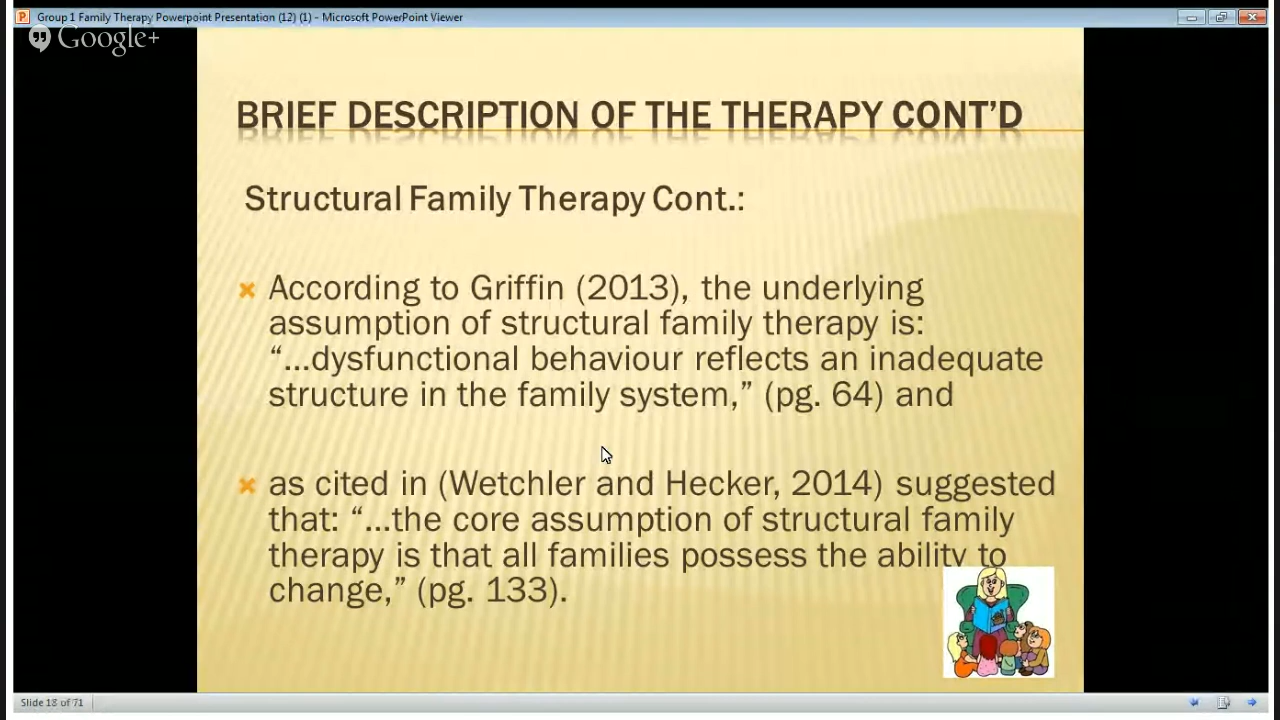 Group 1 Family Therapy Powerpoint Presentation (12) (1) - Microsoft PowerPoint Viewer
Google+
BRIEF DESCRIPTION OF THE THERAPY CONT'D
Structural Family Therapy Cont.:
According to Griffin (2013), the underlying
assumption of structural family therapy is:
“...dysfunctional behaviour reflects an inadequate
structure in the family system,” (pg. 64) and
as cited in (Wetchler and Hecker, 2014) suggested
that: “...the core assumption of structural family
therapy is that all families possess the ability to
change,” (pg. 133).
Slide 18 of 71